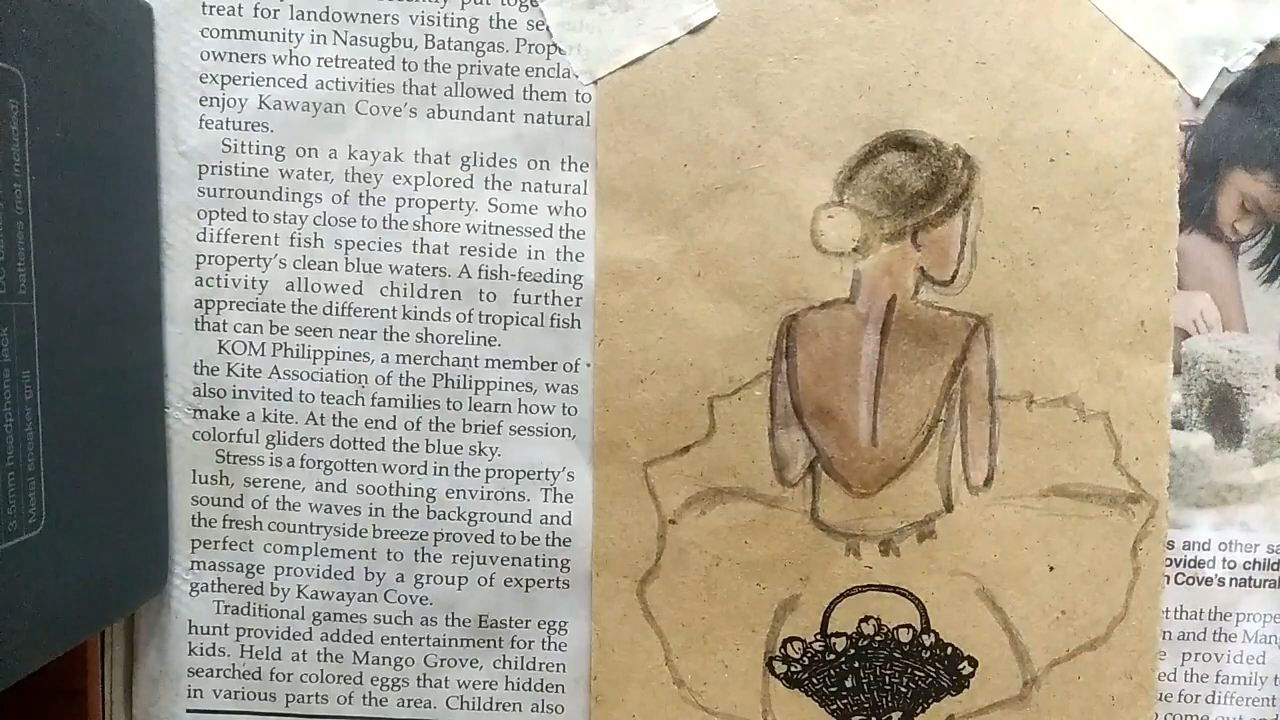 treat for landowners visiting the
community in Nasugbu, Batangas.
owners who retreated to the private
experienced activities that allowed them to
enjoy Kawayan Cove's abundant natural
features.
Sitting on a kayak that glides on the
pristine water, they explored the natural
surroundings of the property. Some who
opted to stay close to the shore witnessed the
different fish species that reside in the
property's clean blue waters. A fish-feeding
activity allowed children to further
appreciate the different kinds of tropical fish
that can be seen near the shoreline.
KOM Philippines, a merchant member of
the Kite Association of the Philippines, was
also invited to teach families to learn how to
make a kite. At the end of the brief session,
colorful gliders dotted the blue sky.
Stress is a forgotten word in the property's
lush, serene, and soothing environs. The
sound of the waves in the background and
the fresh countryside breeze proved to be the
perfect complement to the rejuvenating
massage provided by a group of experts
gathered by Kawayan Cove.
Traditional games such as the Easter egg
hunt provided added entertainment for the
kids. Held at the Mango Grove, children
searched for colored eggs that were hidden
in various parts of the area. Children also
batteries (not included)
3.5mm headphone jack
Metal speaker grill
and other
to
Cove's
that the
and the
provided
the family
for different
come out and